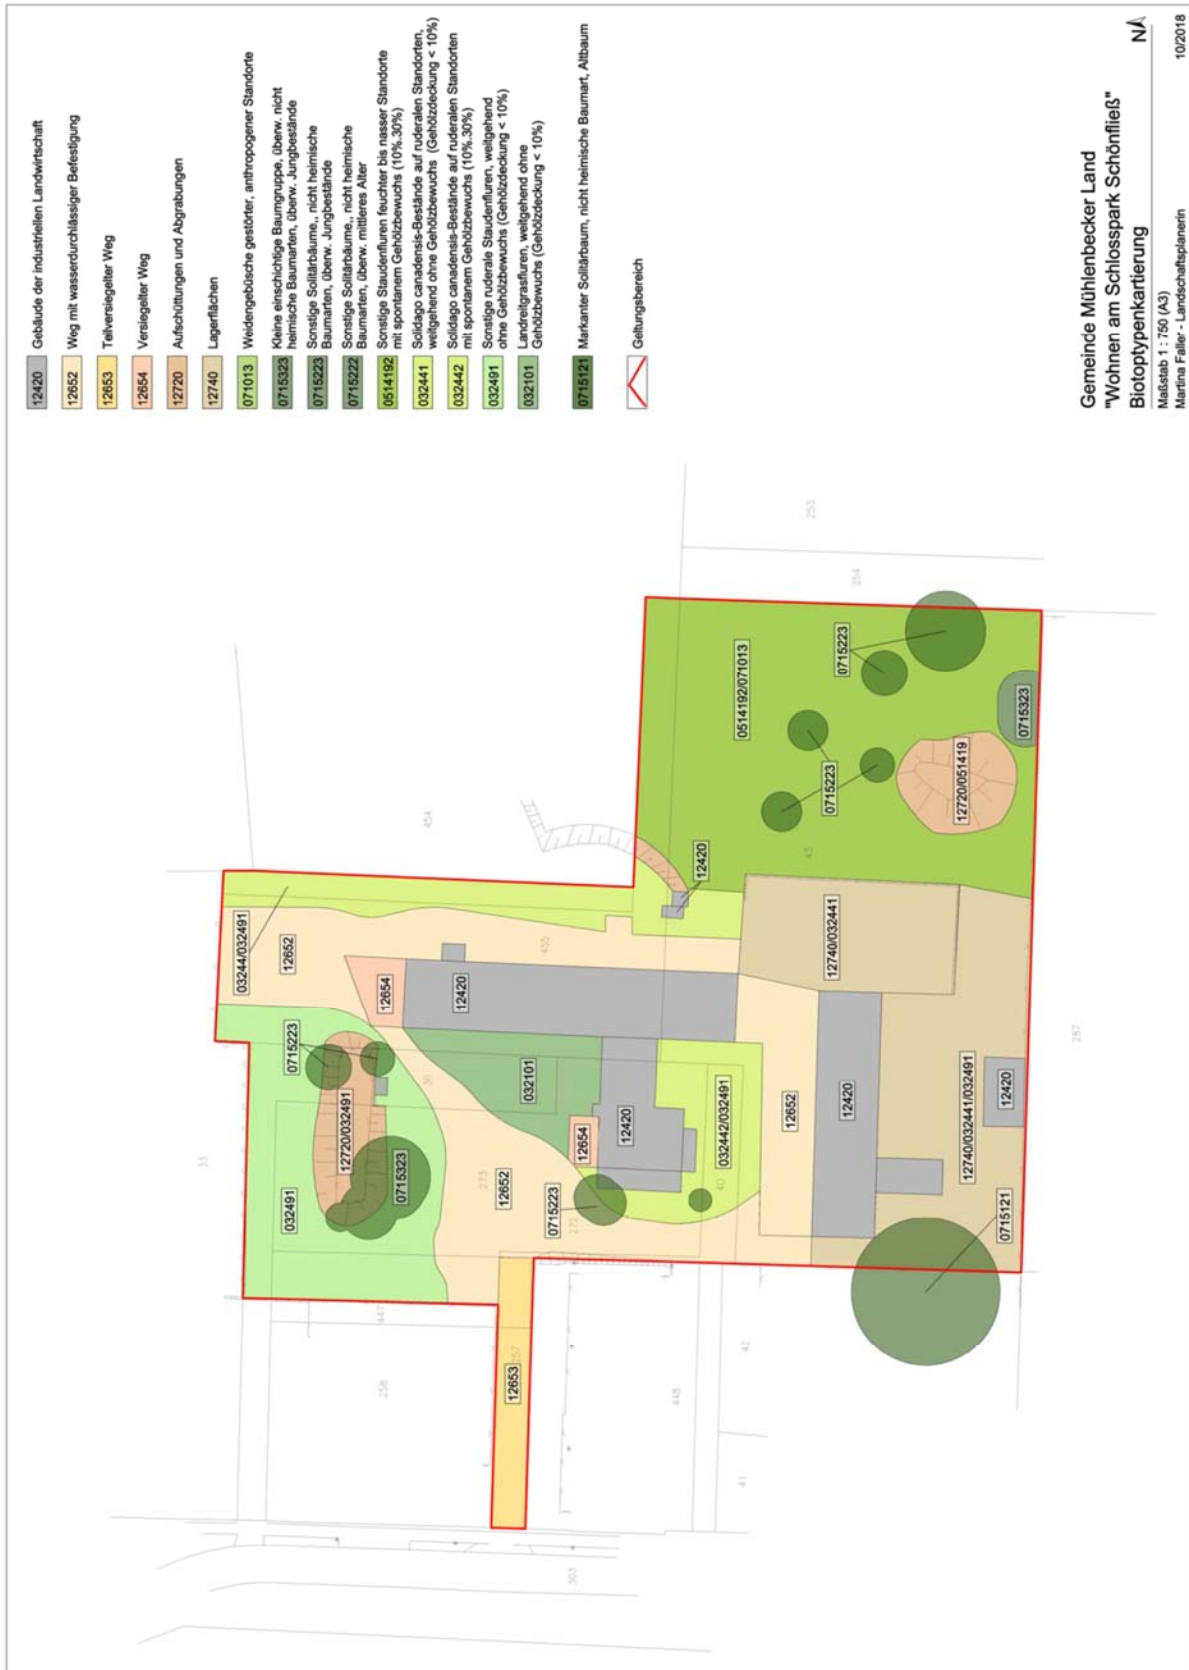 12420 Gebäude der industriellen Landwirtschaft
12652 Weg mit wasserdurchlässiger Befestigung
12653 Teilversiegelter Weg
12654 Versiegelter Weg
12720 Aufschüttungen und Abgrabungen
12740 Lagerflächen
071013 Weidengebüsche gestörter, anthropogener Standorte
0715323 Kleine einschichtige Baumgruppe, überw. nicht
heimische Baumarten, überw. Jungbestände
0715223 Sonstige Solitärbäume,, nicht heimische
Baumarten, überw. Jungbestände
0715222 Sonstige Solitärbäume,, nicht heimische
Baumarten, überw. mittleres Alter
0514192 Sonstige Staudenfluren feuchter bis nasser Standorte
mit spontanem Gehölzbewuchs (10%.30%)
032441 Solidago canadensis-Bestände auf ruderalen Standorten,
weitgehend ohne Gehölzbewuchs (Gehölzdeckung < 10%)
032442 Solidago canadensis-Bestände auf ruderalen Standorten
mit spontanem Gehölzbewuchs (10%.30%)
032491 Sonstige ruderale Staudenfluren, weitgehend
ohne Gehölzbewuchs (Gehölzdeckung < 10%)
032101 Landreitgrasfluren, weitgehend ohne
Gehölzbewuchs (Gehölzdeckung < 10%)
0715121 Markanter Solitärbaum, nicht heimische Baumart, Altbaum
Geltungsbereich
33
454
03244/032491
12652
0715223
12720/032491
032491
0715323
12654
12420
455
36
032101
273
12652
12654
12420
0715223
272
032442/032491
40
12420
12652
12420
12740/032441
12740/032441/032491
12420
0715121
0514192/071013
0715223
0715223
43
12720/051419
0715323
253
254
257
447
258
257
12653
448
42
41
303
Gemeinde Mühlenbecker Land
"Wohnen am Schlosspark Schönfließ"
Biotoptypenkartierung
N
Maßstab 1 : 750 (A3)
Martina Faller - Landschaftsplanerin
10/2018